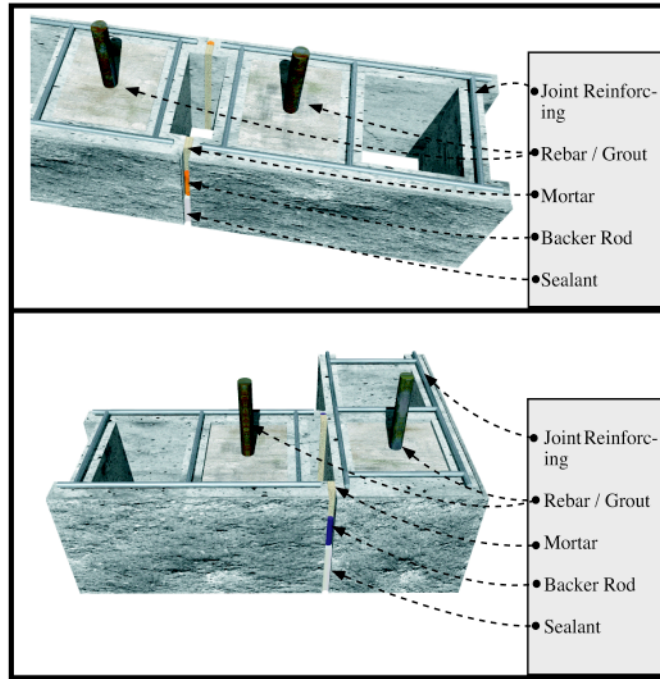 Joint Reinforc-
ing
Rebar / Grout
Mortar
Backer Rod
Sealant
Joint Reinforc-
ing
Rebar / Grout
Mortar
Backer Rod
Sealant